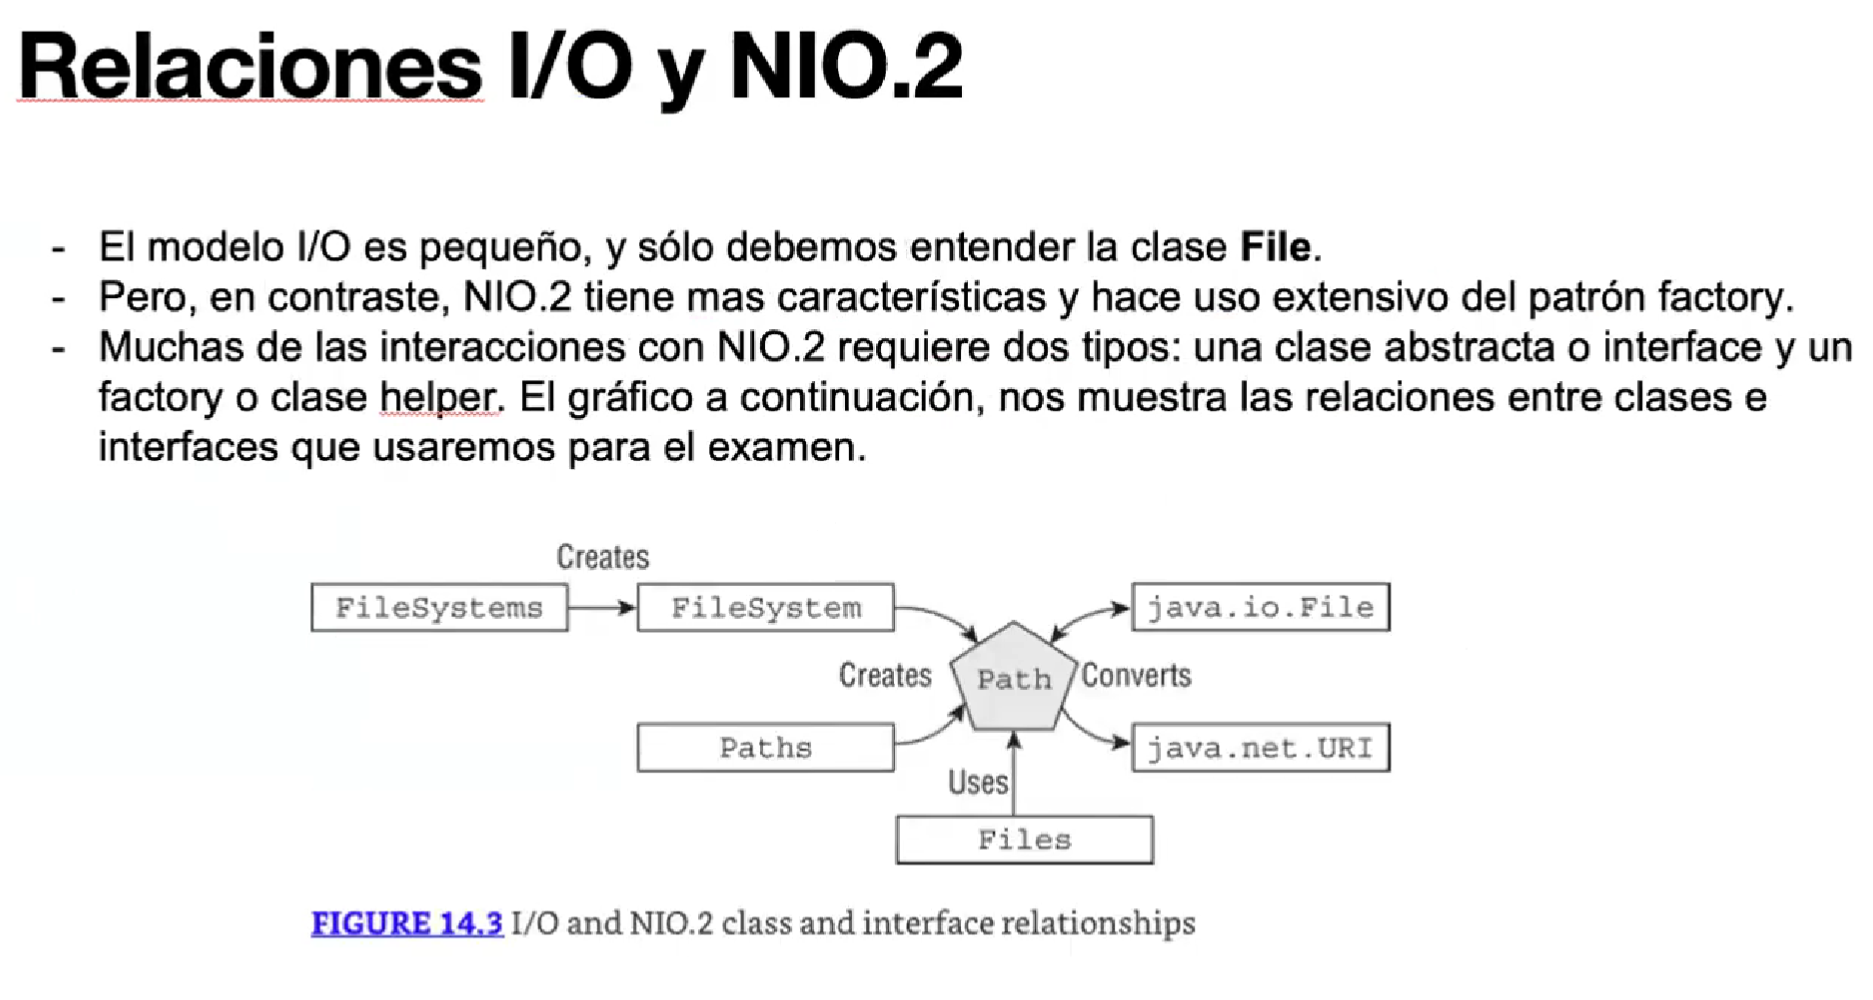 Relaciones I/O y NIO.2
- El modelo I/O es pequeño, y sólo debemos entender la clase File.
- Pero, en contraste, NIO.2 tiene mas características y hace uso extensivo del patrón factory.
- Muchas de las interacciones con NIO.2 requiere dos tipos: una clase abstracta o interface y un
factory o clase helper. El gráfico a continuación, nos muestra las relaciones entre clases e
interfaces que usaremos para el examen.
Creates
FileSystems
FileSystem
java.io.File
Creates
Path
Converts
Paths
java.net.URI
Uses
Files
FIGURE 14.3 I/O and NIO.2 class and interface relationships